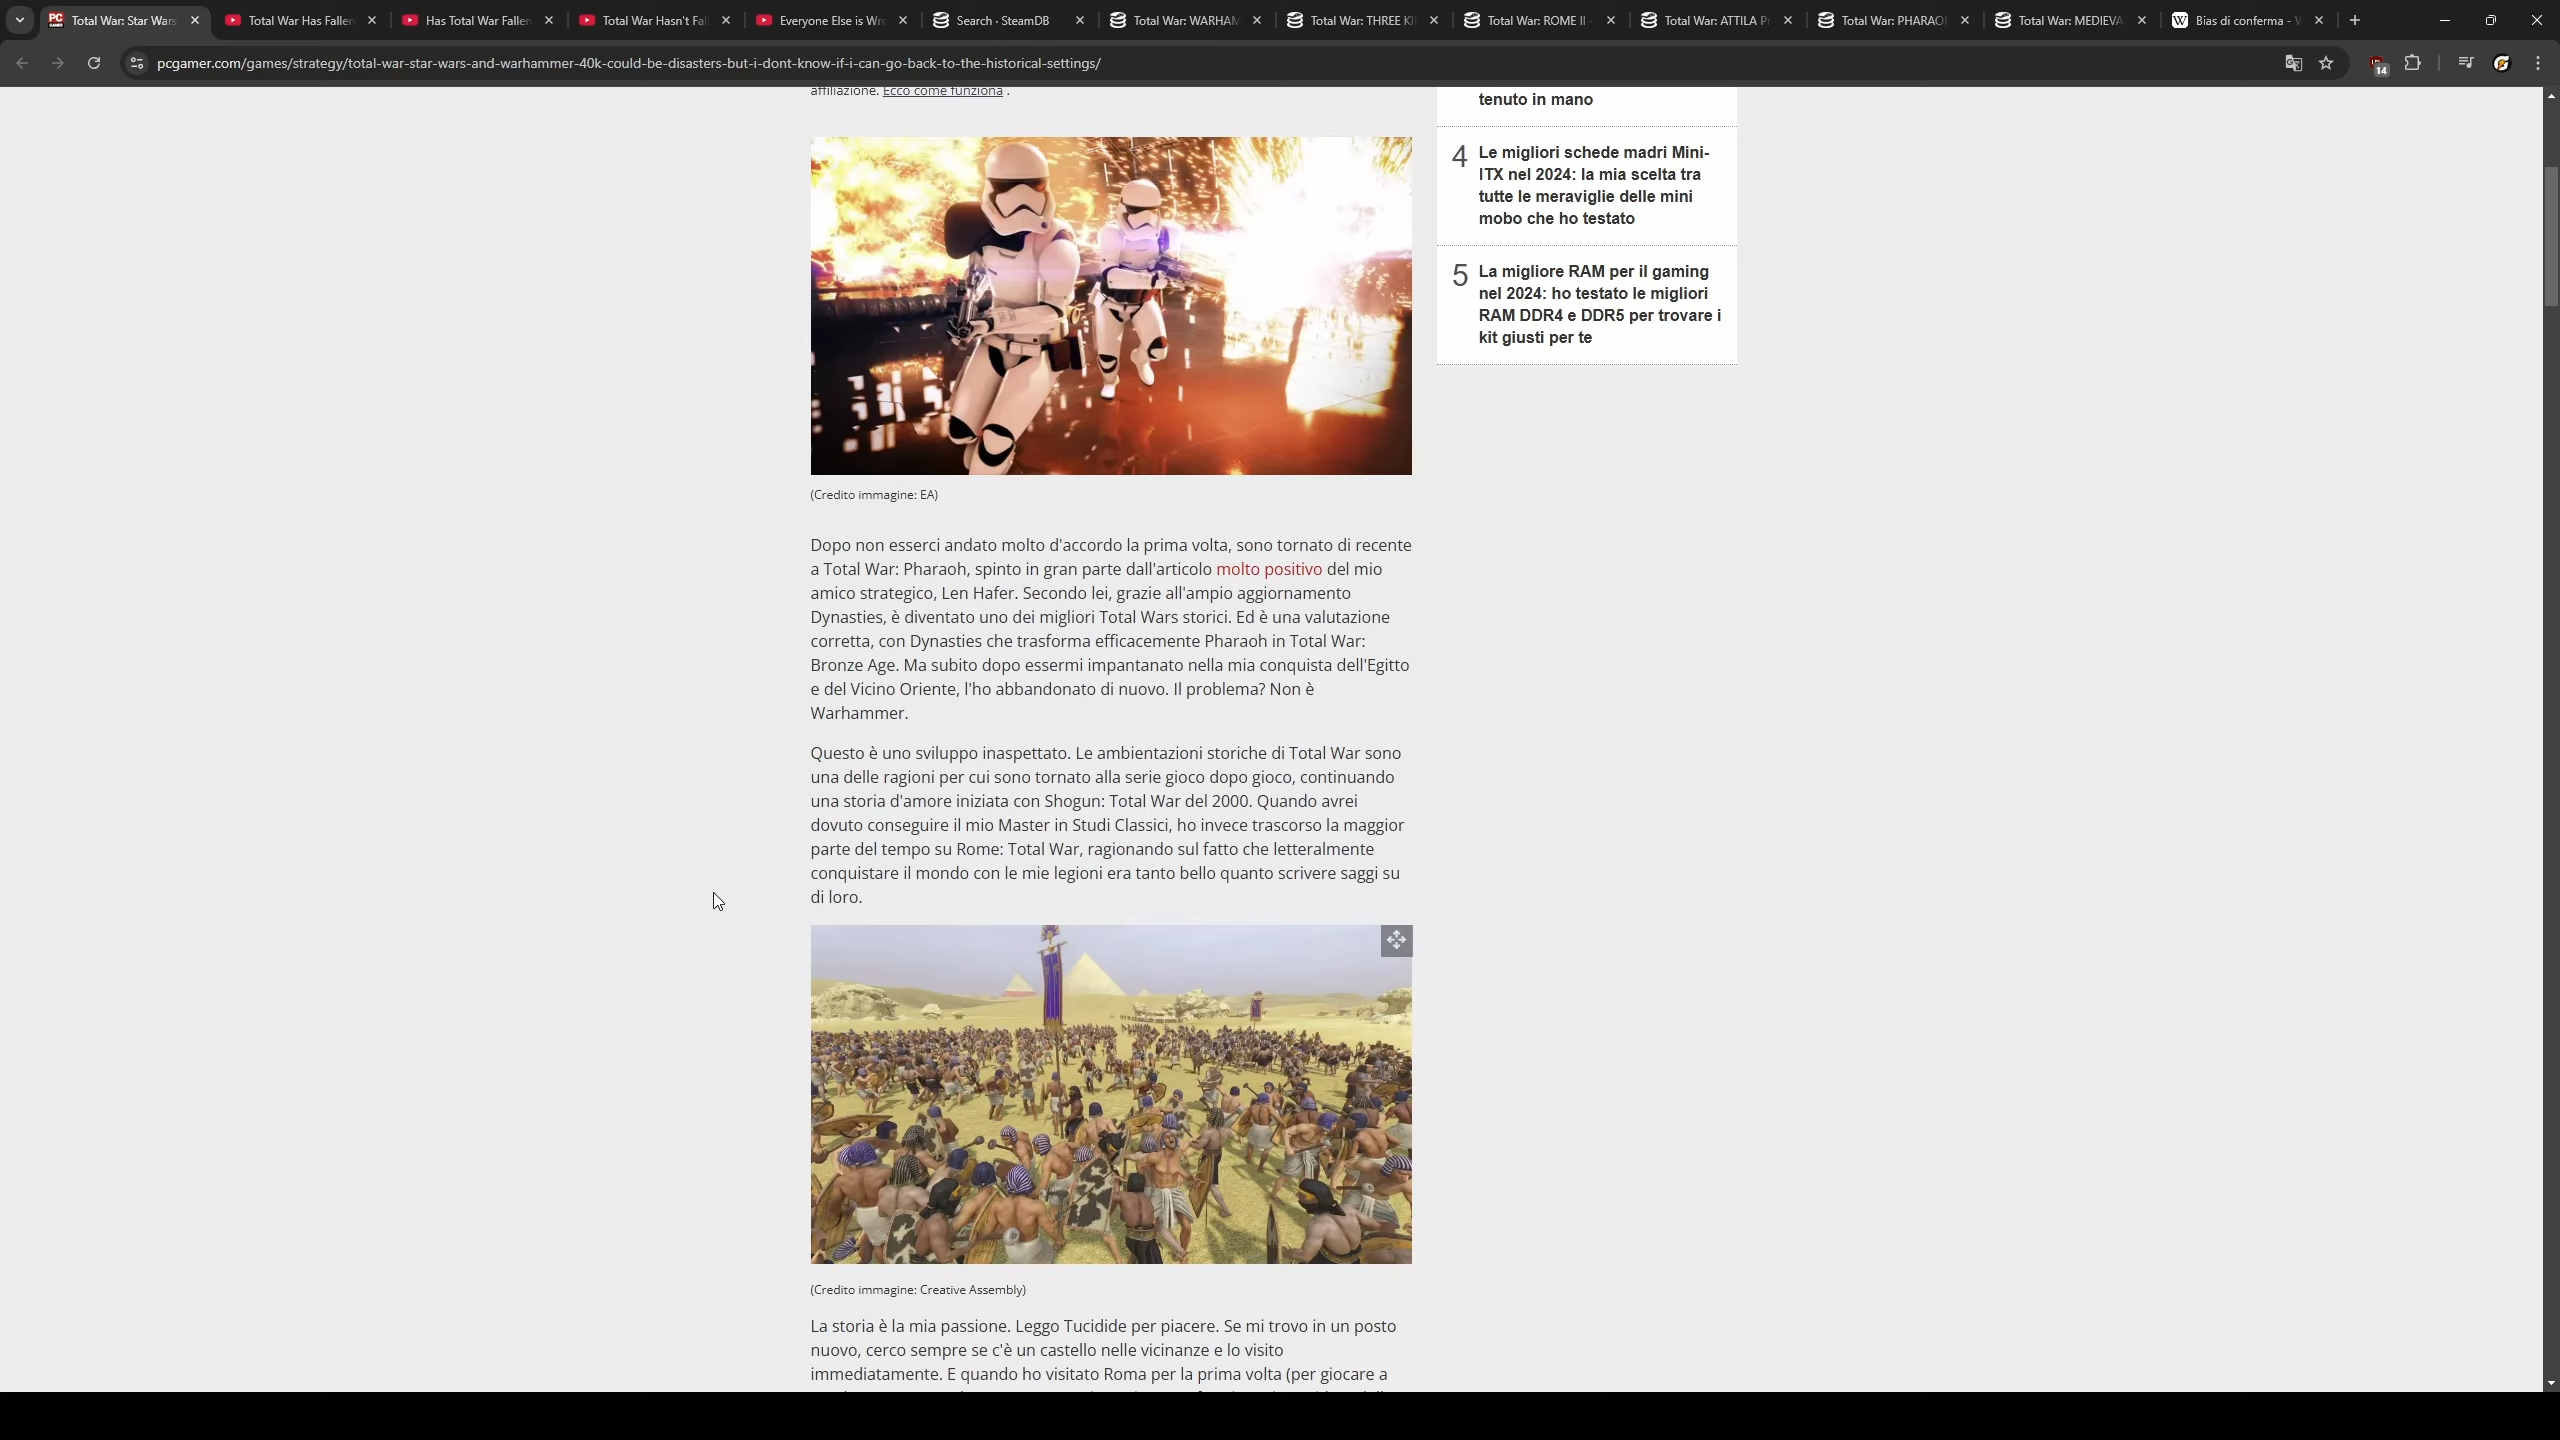 Total War: Star Wars
Total War Has Fallen
Has Total War Fallen
Total War Hasn't Fal
Everyone Else is Wr
Search · SteamDB
Total War: WARHAM
Total War: THREE KI
Total War: ROME II -
Total War: ATTILA P
Total War: PHARAO
Total War: MEDIEVA
Bias di conferma -
pcgamer.com/games/strategy/total-war-star-wars-and-warhammer-40k-could-be-disasters-but-i-dont-know-if-i-can-go-back-to-the-historical-settings/
14
affiliazione. Ecco come funziona .
(Credito immagine: EA)
Dopo non esserci andato molto d'accordo la prima volta, sono tornato di recente
a Total War: Pharaoh, spinto in gran parte dall'articolo molto positivo del mio
amico strategico, Len Hafer. Secondo lei, grazie all'ampio aggiornamento
Dynasties, è diventato uno dei migliori Total Wars storici. Ed è una valutazione
corretta, con Dynasties che trasforma efficacemente Pharaoh in Total War:
Bronze Age. Ma subito dopo essermi impantanato nella mia conquista dell'Egitto
e del Vicino Oriente, l'ho abbandonato di nuovo. Il problema? Non è
Warhammer.
Questo è uno sviluppo inaspettato. Le ambientazioni storiche di Total War sono
una delle ragioni per cui sono tornato alla serie gioco dopo gioco, continuando
una storia d'amore iniziata con Shogun: Total War del 2000. Quando avrei
dovuto conseguire il mio Master in Studi Classici, ho invece trascorso la maggior
parte del tempo su Rome: Total War, ragionando sul fatto che letteralmente
conquistare il mondo con le mie legioni era tanto bello quanto scrivere saggi su
di loro.
(Credito immagine: Creative Assembly)
La storia è la mia passione. Leggo Tucidide per piacere. Se mi trovo in un posto
nuovo, cerco sempre se c'è un castello nelle vicinanze e lo visito
immediatamente. E quando ho visitato Roma per la prima volta (per giocare a
tenuto in mano
4 Le migliori schede madri Mini-
ITX nel 2024: la mia scelta tra
tutte le meraviglie delle mini
mobo che ho testato
5 La migliore RAM per il gaming
nel 2024: ho testato le migliori
RAM DDR4 e DDR5 per trovare i
kit giusti per te